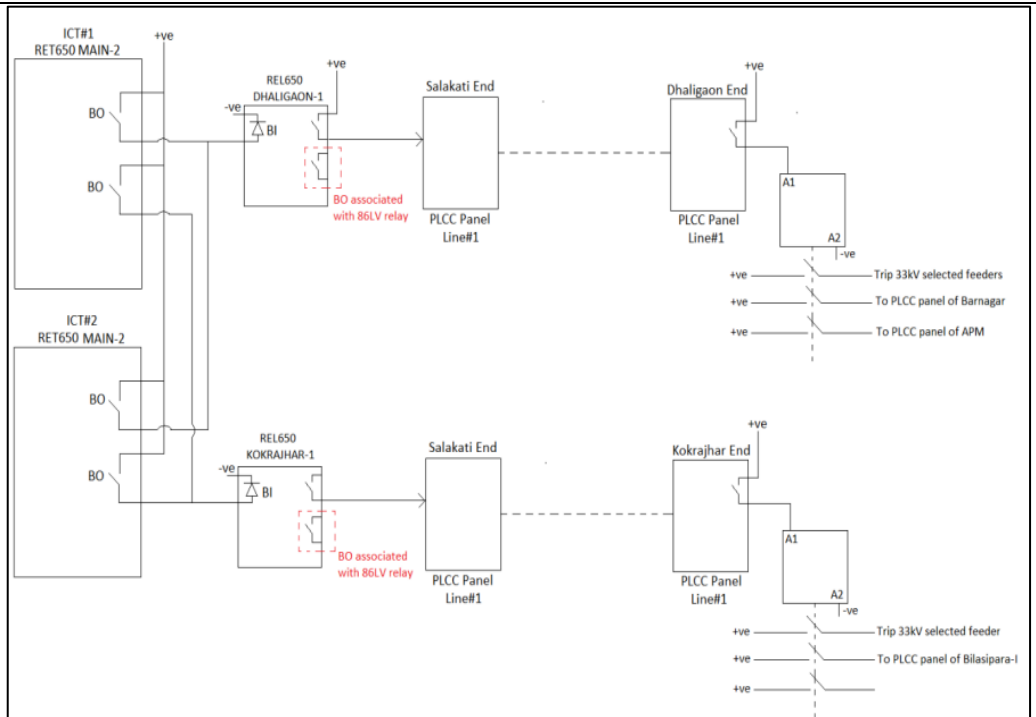 ICT#1
RET650 MAIN-2
+ve
BO
BO
REL650
DHALIGAON-1
+ve
-ve
BI
BO associated
with 86LV relay
Salakati End
PLCC Panel
Line#1
Dhaligaon End
+ve
PLCC Panel
Line#1
A1
A2
-ve
+ve
Trip 33kV selected feeders
+ve
To PLCC panel of Barnagar
+ve
To PLCC panel of APM
ICT#2
RET650 MAIN-2
BO
BO
REL650
KOKRAJHAR-1
-ve
BI
BO associated
with 86LV relay
Salakati End
PLCC Panel
Line#1
Kokrajhar End
+ve
PLCC Panel
Line#1
A1
A2
-ve
+ve
Trip 33kV selected feeder
+ve
To PLCC panel of Bilasipara-I
+ve